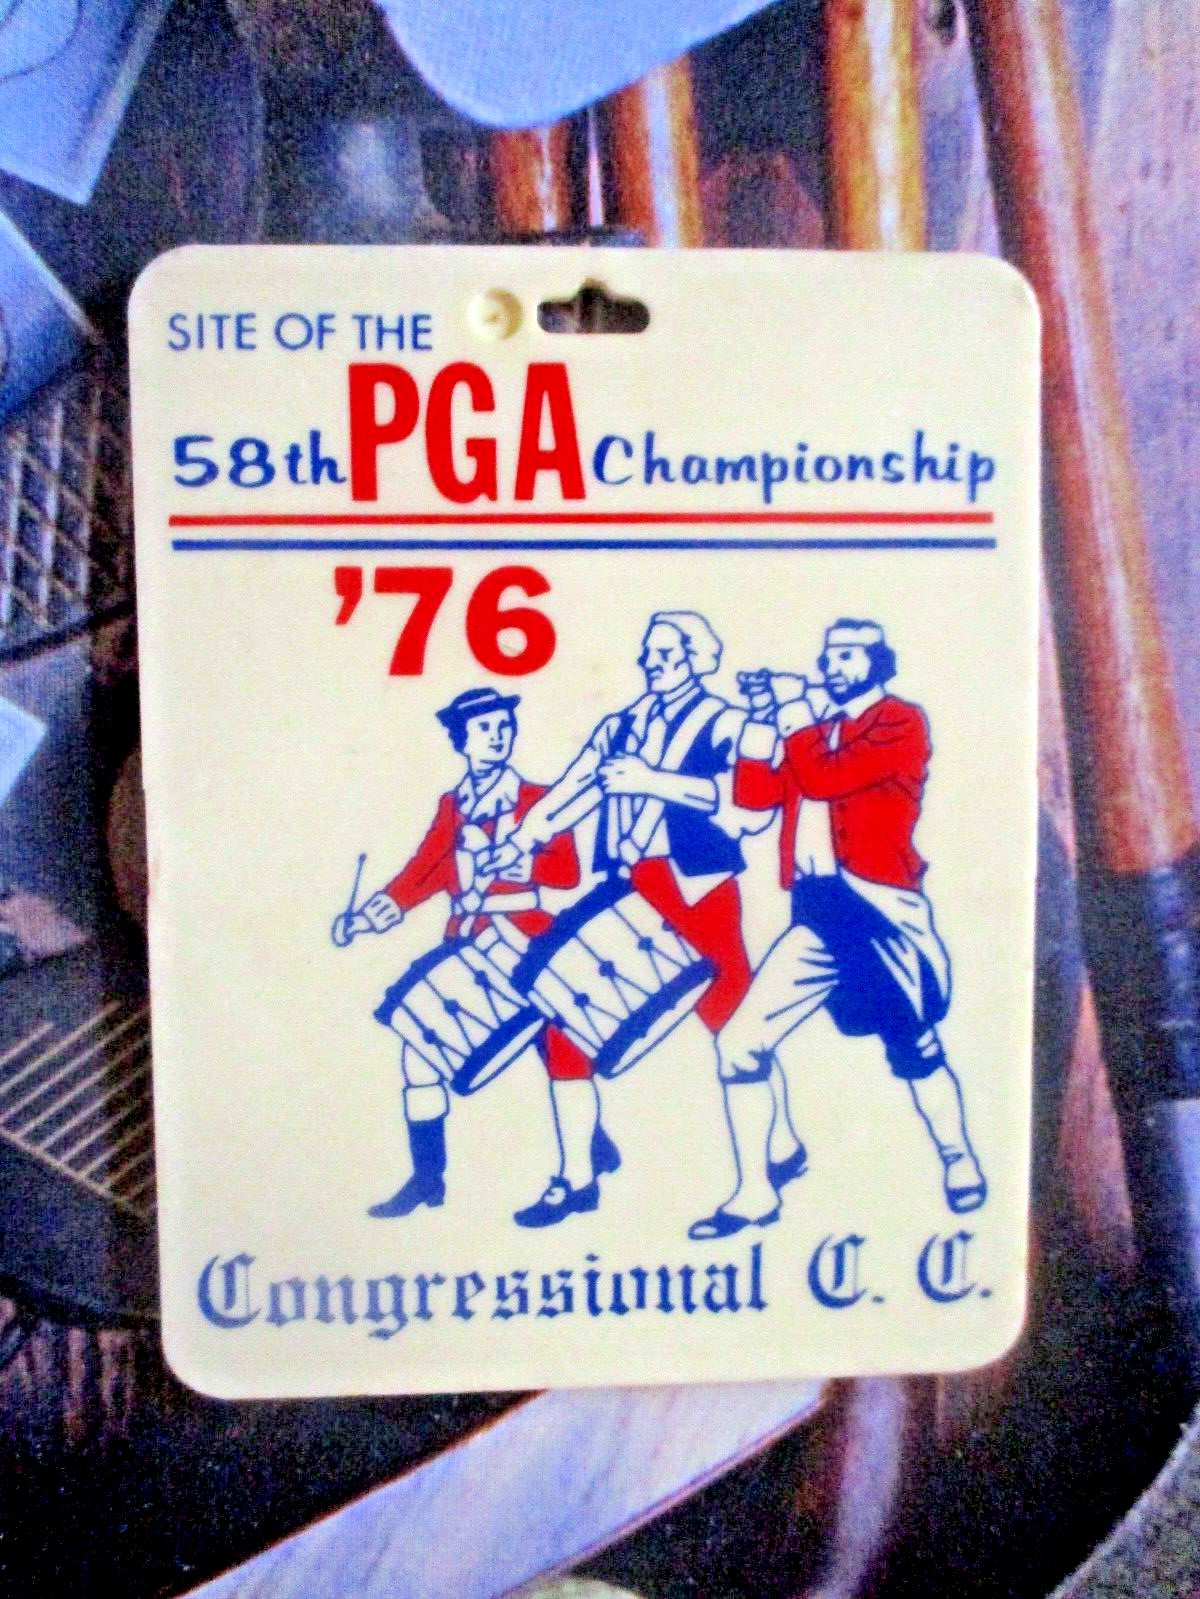 SITE OF THE
58th PGA Championship
'76
Congressional C. C.